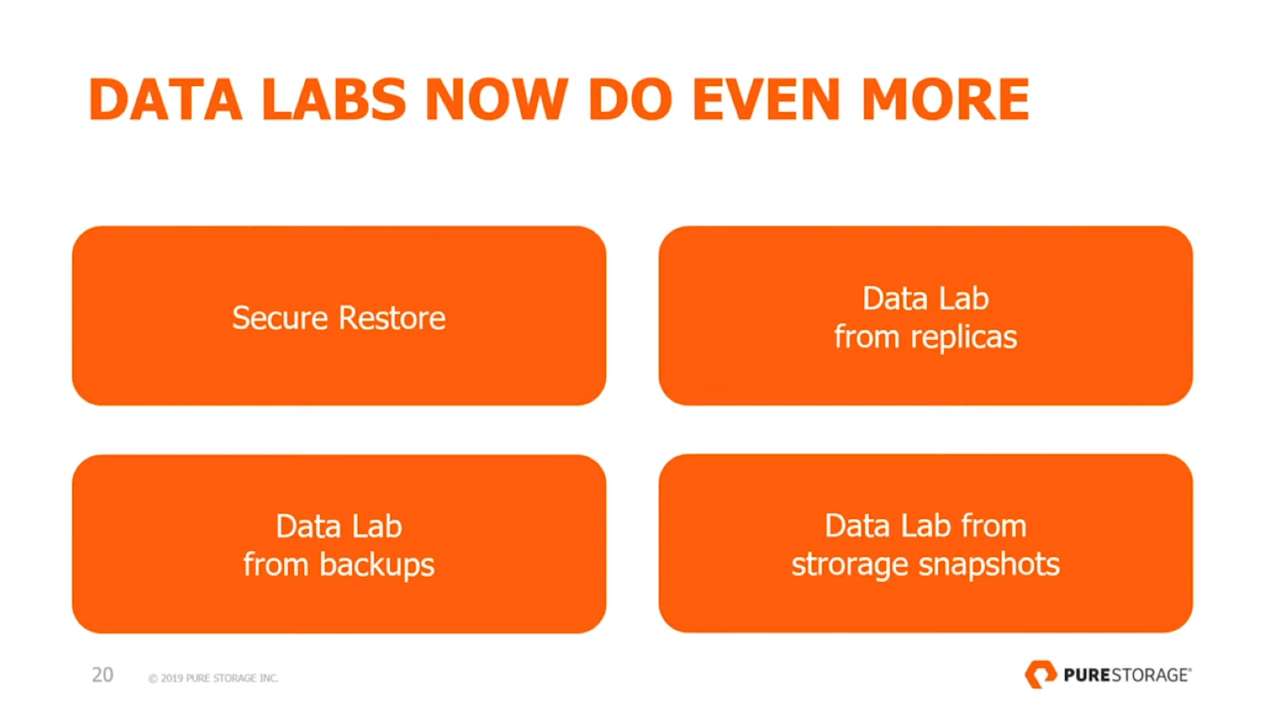 DATA LABS NOW DO EVEN MORE
Secure Restore
Data Lab
from replicas
Data Lab
from backups
Data Lab from
strorage snapshots
20
© 2019 PURE STORAGE INC.
PURESTORAGE®